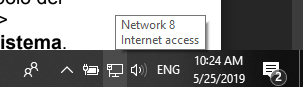 >
istema.
Network 8
Internet access
ENG
10:24 AM
5/25/2019
2